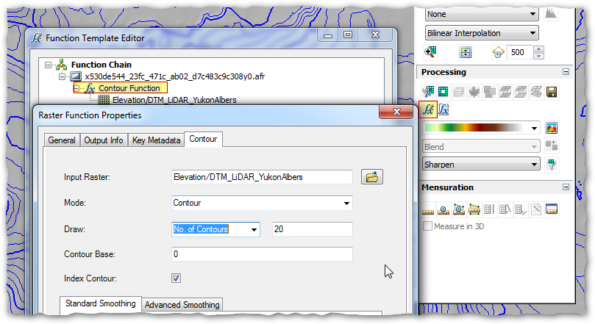 None
Bilinear Interpolation
500
Function Template Editor
Function Chain
x530de544_23fc_471c_ab02_d7c483c9c308y0.afr
Contour Function
Elevation/DTM_LiDAR_YukonAlbers
Processing
Blend
Sharpen
Mensuration
Measure in 3D
Raster Function Properties
General Output Info Key Metadata Contour
Input Raster: Elevation/DTM_LiDAR_YukonAlbers
Mode: Contour
Draw: No. of Contours 20
Contour Base: 0
Index Contour:
Standard Smoothing Advanced Smoothing